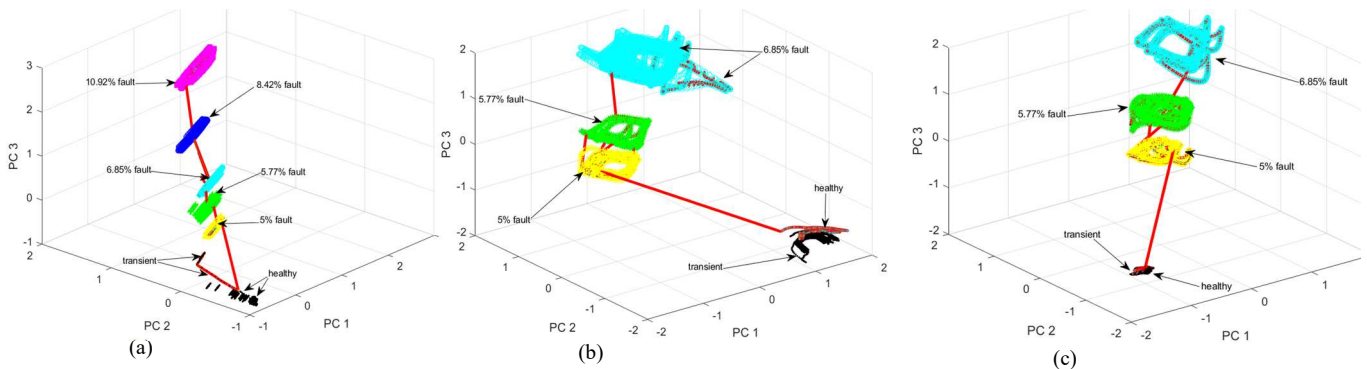 3
2
1
0
-1
PC 3
10.92% fault
8.42% fault
6.85% fault
5.77% fault
5% fault
transient
healthy
2
1
0
-1
PC 2
-1
0
1
2
PC 1
(a)
2
1
0
-1
-2
PC 3
6.85% fault
5.77% fault
5% fault
healthy
transient
2
1
0
-1
-2
PC 2
-2
-1
0
1
2
PC 1
(b)
2
1
0
-1
-2
PC 3
6.85% fault
5.77% fault
5% fault
transient
healthy
2
1
0
-1
-2
PC 2
-2
-1
0
1
PC 1
(c)